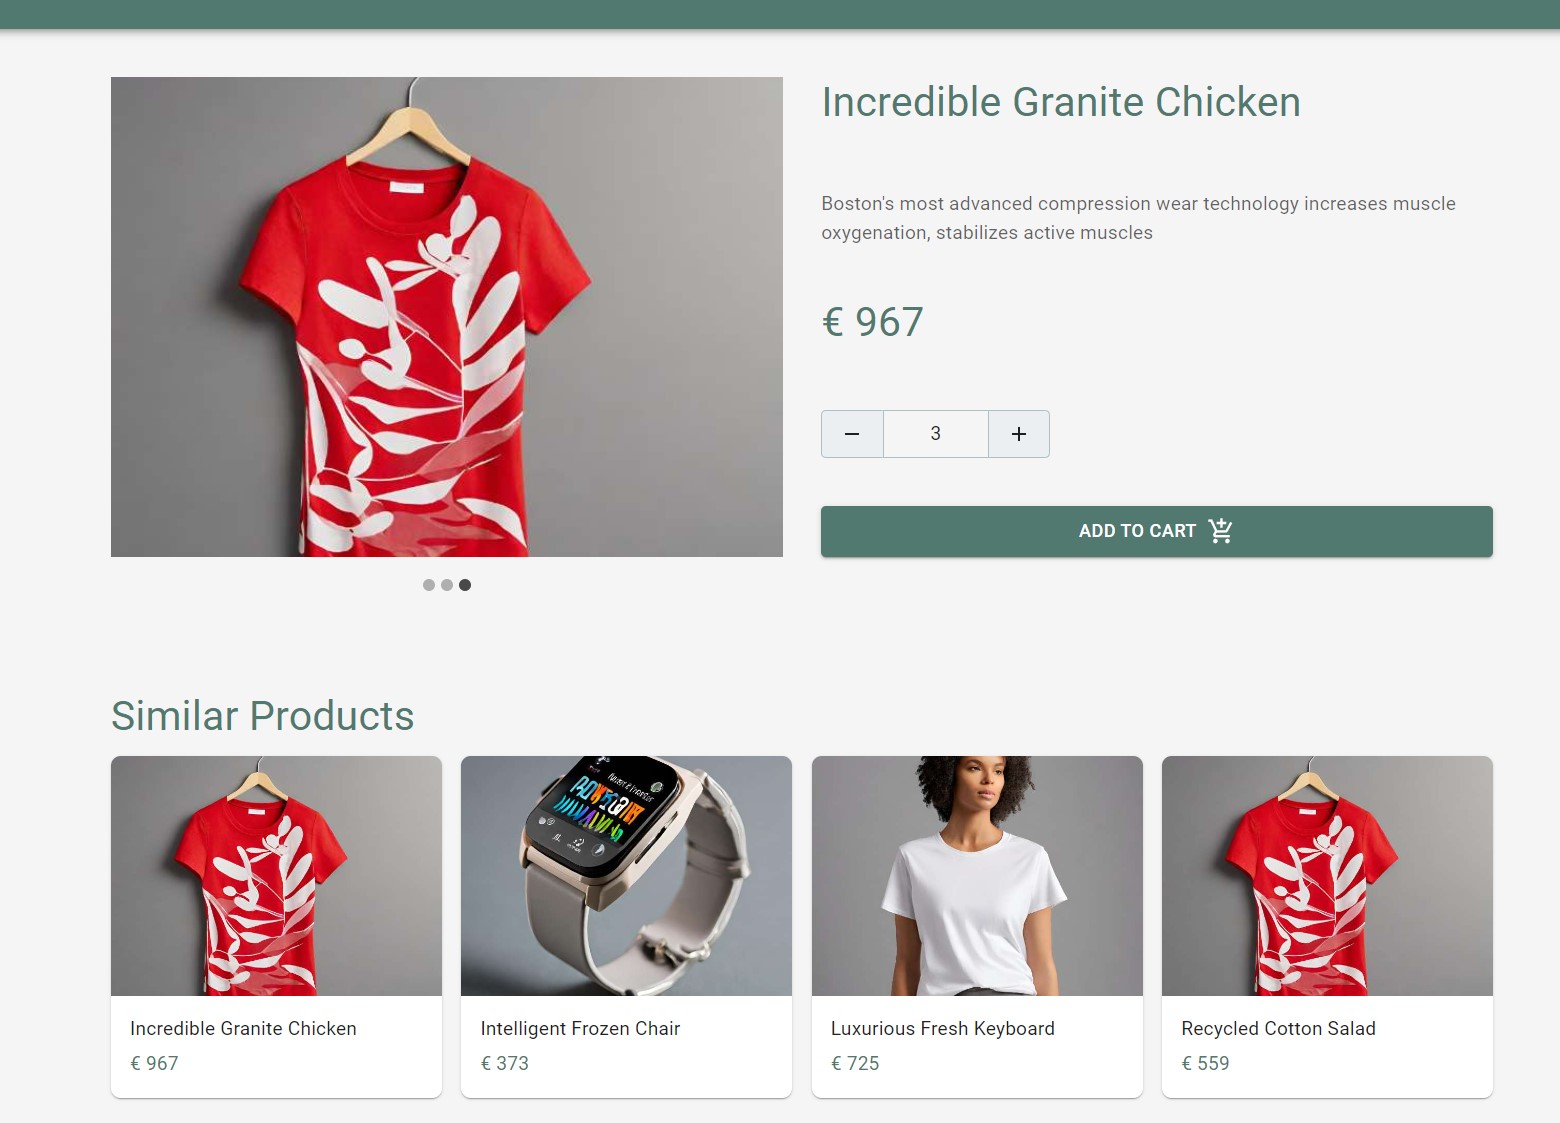 Incredible Granite Chicken
Boston's most advanced compression wear technology increases muscle
oxygenation, stabilizes active muscles
€ 967
3
ADD TO CART
Similar Products
Incredible Granite Chicken
€ 967
Intelligent Frozen Chair
€ 373
Luxurious Fresh Keyboard
€ 725
Recycled Cotton Salad
€ 559